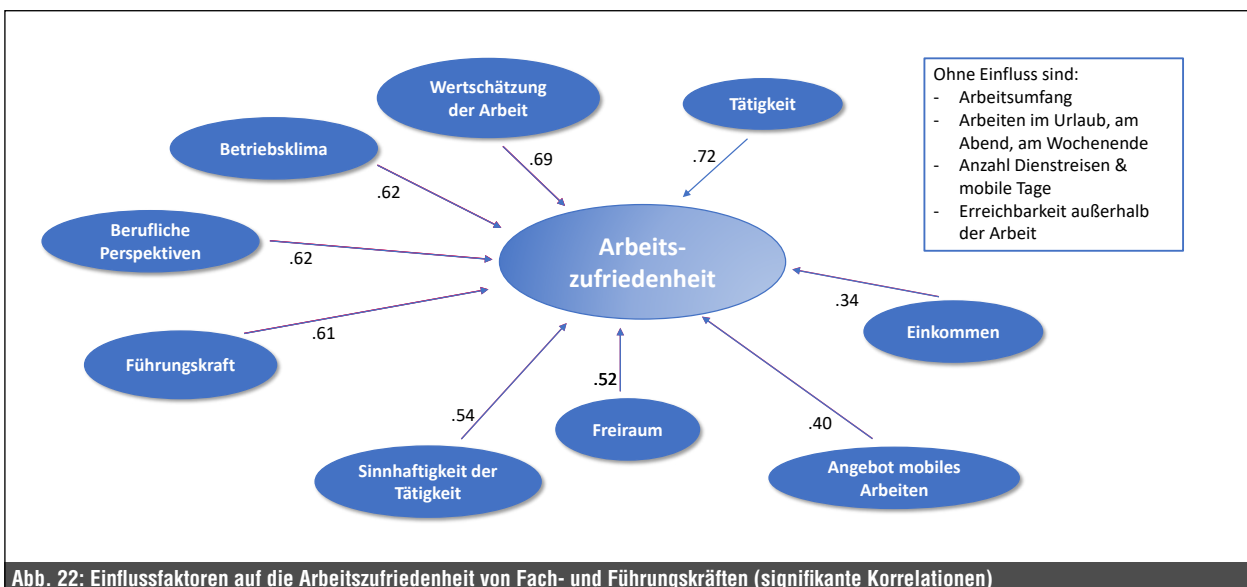 Wertschätzung
der Arbeit
Tätigkeit
Betriebsklima
.69
.72
.62
Ohne Einfluss sind:
- Arbeitsumfang
- Arbeiten im Urlaub, am
Abend, am Wochenende
- Anzahl Dienstreisen &
mobile Tage
- Erreichbarkeit außerhalb
der Arbeit
Berufliche
Perspektiven
.62
Arbeits-
zufriedenheit
.34
Einkommen
Führungskraft
.61
.54
.52
.40
Freiraum
Sinnhaftigkeit der
Tätigkeit
Angebot mobiles
Arbeiten
Abb. 22: Einflussfaktoren auf die Arbeitszufriedenheit von Fach- und Führungskräften (signifikante Korrelationen)